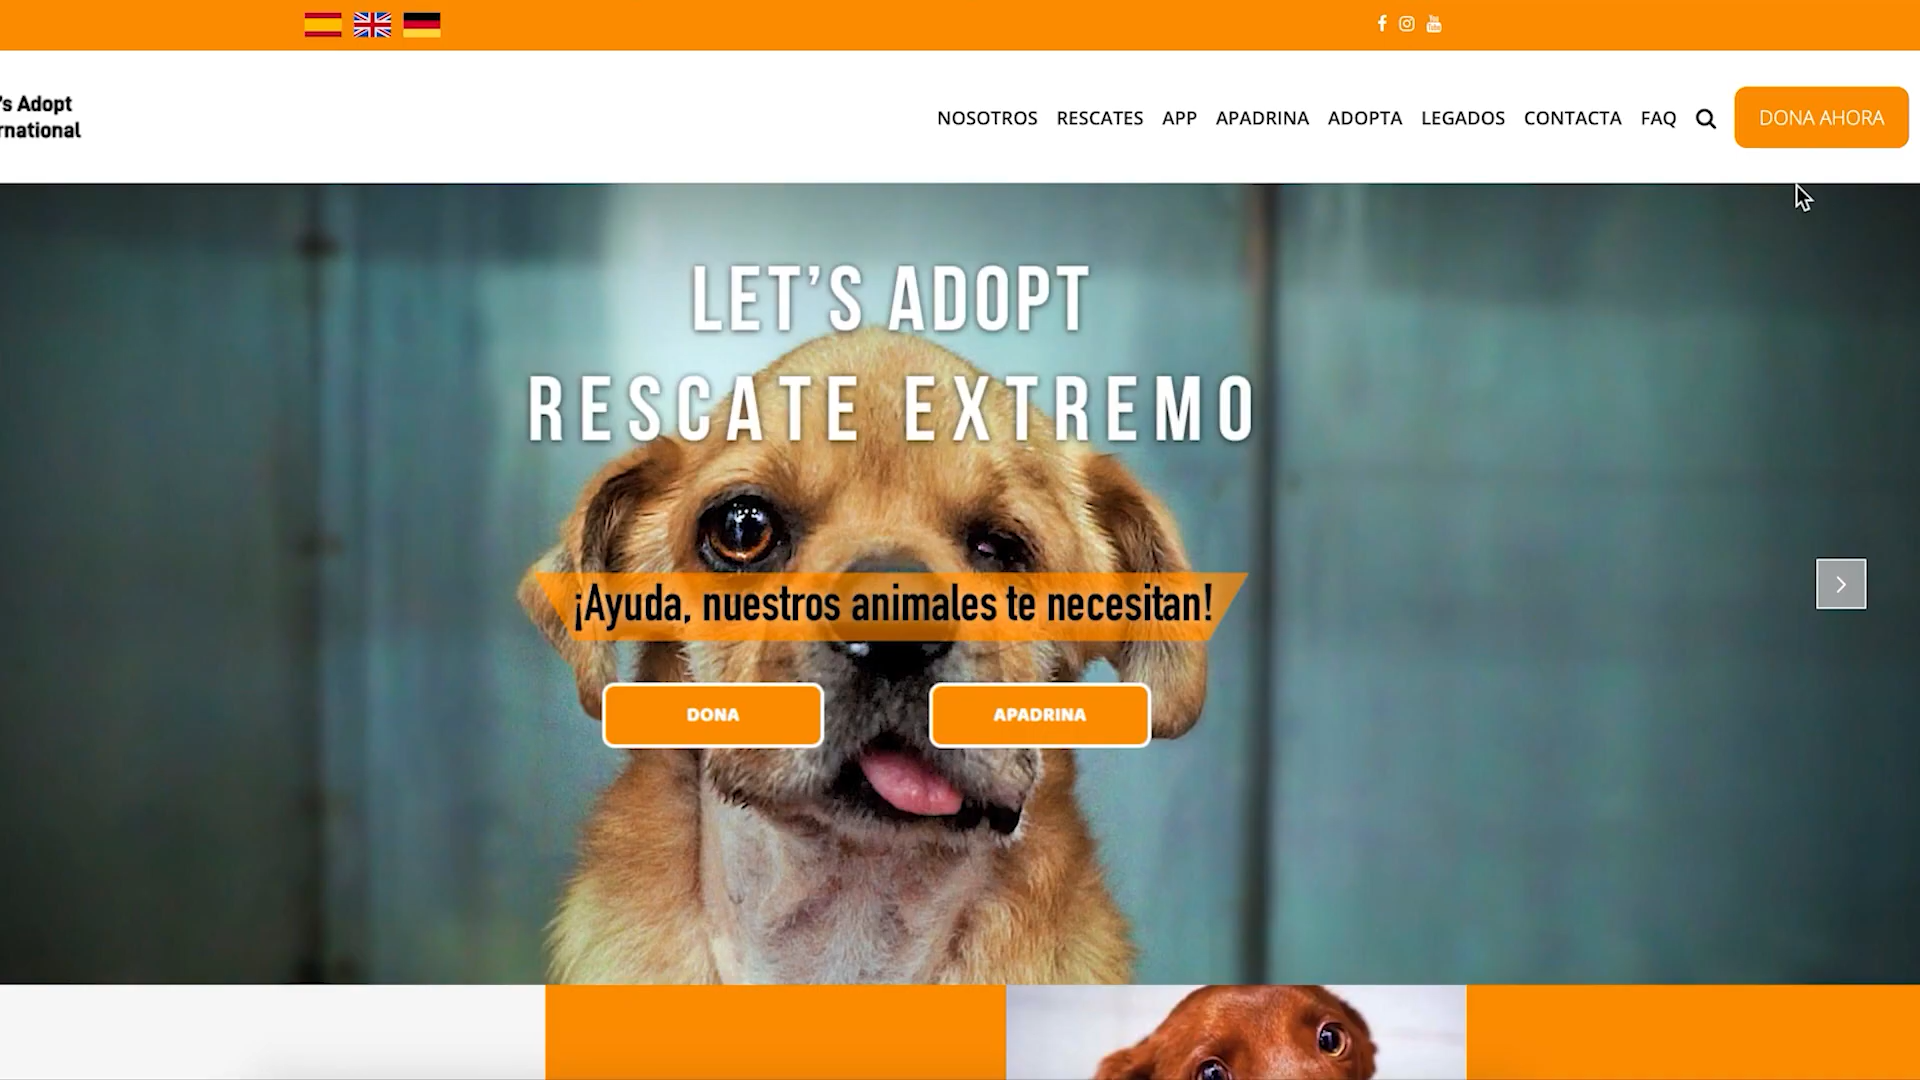 's Adopt
rnational
NOSOTROS RESCATES APP APADRINA ADOPTA LEGADOS CONTACTA FAQ DONA AHORA
LET'S ADOPT
RESCATE EXTREMO
¡Ayuda, nuestros animales te necesitan!
DONA APADRINA